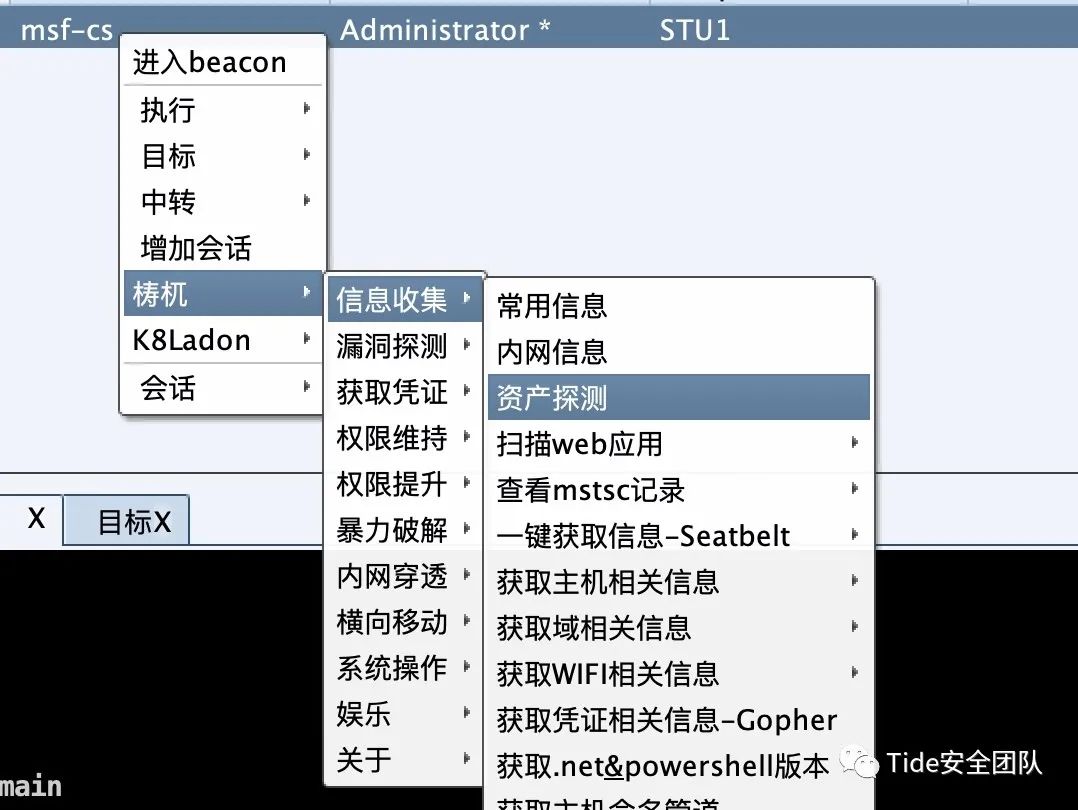 msf-cs
Administrator *
STU1
进入beacon
执行
目标
中转
增加会话
梼杌
K8Ladon
会话
信息收集
漏洞探测
获取凭证
权限维持
权限提升
暴力破解
内网穿透
横向移动
系统操作
娱乐
关于
常用信息
内网信息
资产探测
扫描web应用
查看mstsc记录
一键获取信息-Seatbelt
获取主机相关信息
获取域相关信息
获取WIFI相关信息
获取凭证相关信息-Gopher
获取.net&powershell版本
获取主机命名管道
X
目标X
main
Tide安全团队